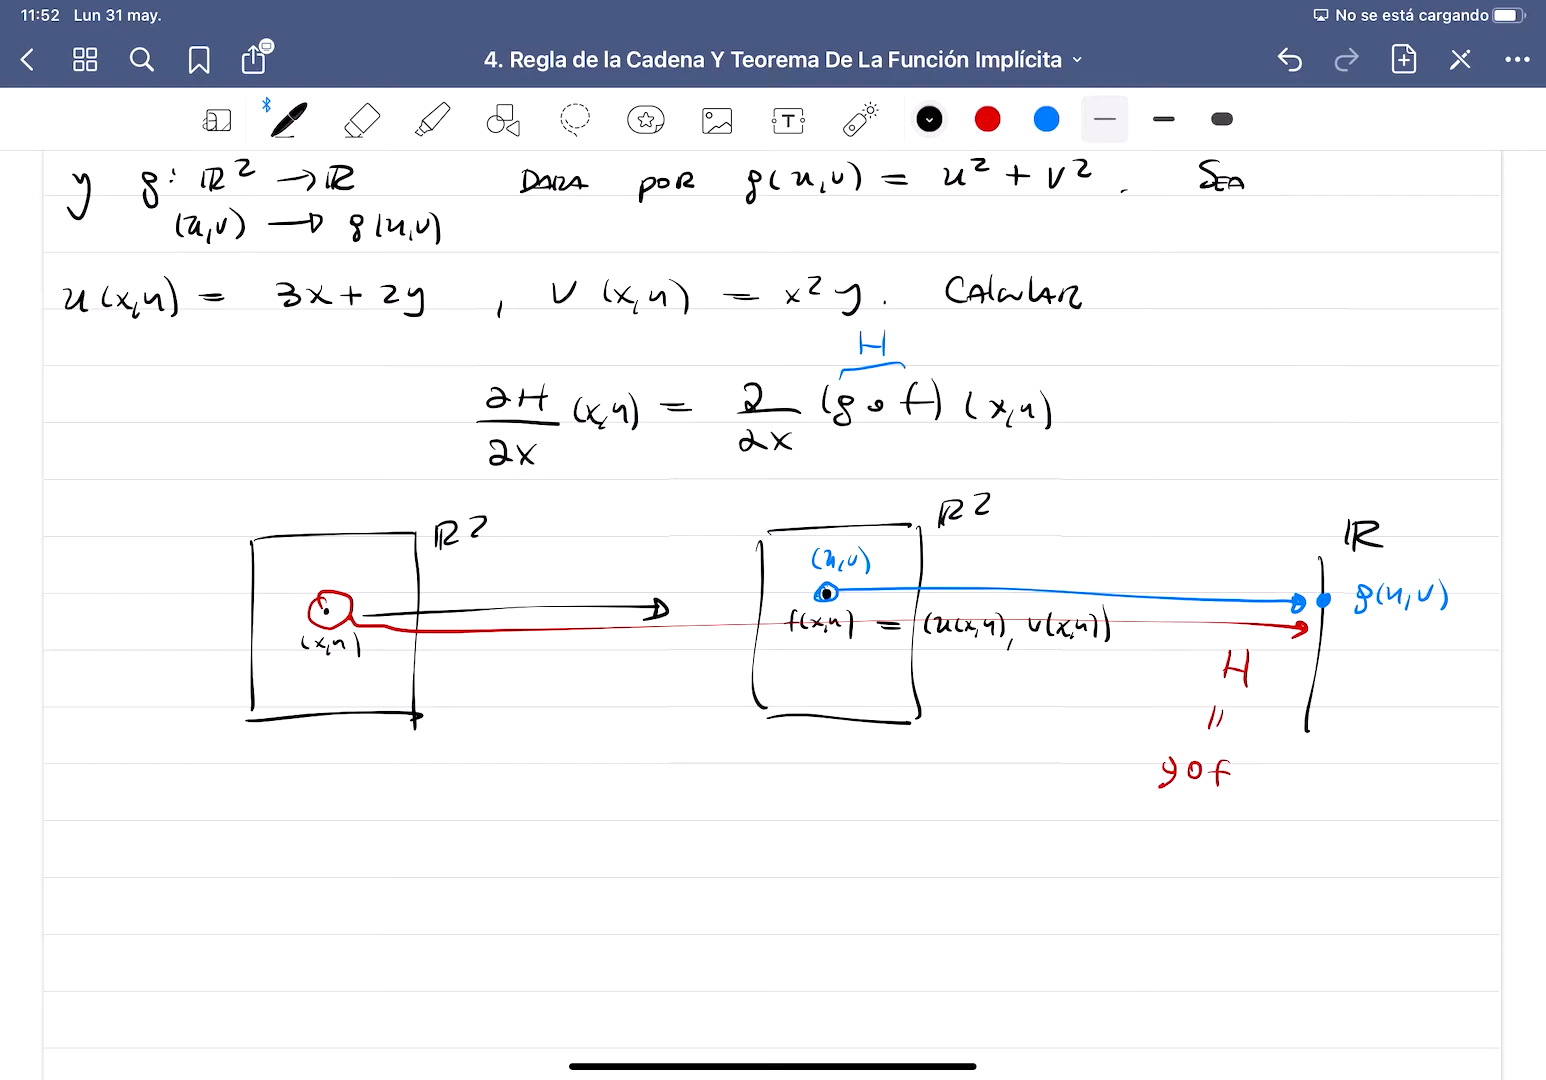 11:52 Lun 31 may. No se está cargando
4. Regla de la Cadena Y Teorema De La Función Implícita
y g: ℝ² → ℝ DADA POR g(u,v) = u² + v². SEA
(u,v) → g(u,v)
u(x,y) = 3x + 2y , v(x,y) = x²y. CALCULAR
H
∂H/∂x (x,y) = ∂/∂x (g∘f)(x,y)
ℝ² ℝ² ℝ
(u,v)
g(u,v)
f(x,y) = (u(x,y), v(x,y))
(x,y)
H
=
g∘f